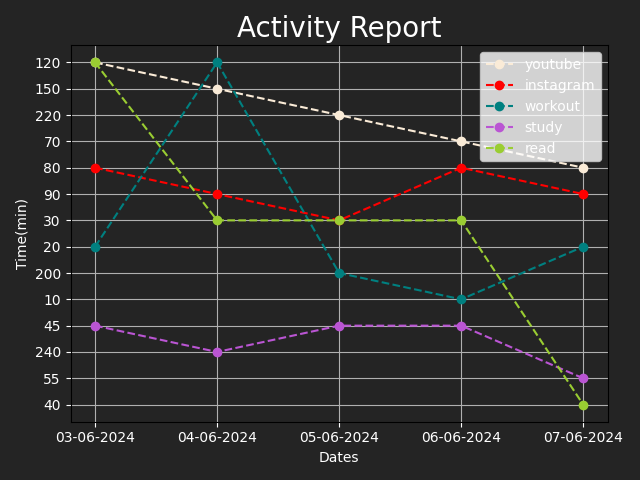 Activity Report
youtube
instagram
workout
study
read
120
150
220
70
80
90
30
20
200
10
45
240
55
40
Time(min)
03-06-2024 04-06-2024 05-06-2024 06-06-2024 07-06-2024
Dates